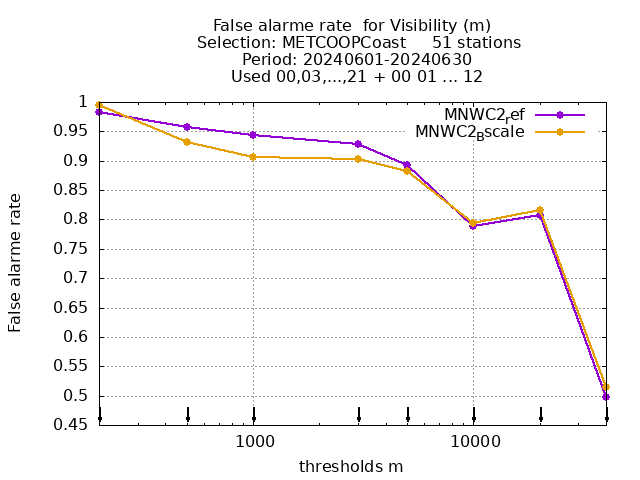 False alarme rate  for Visibility (m)
Selection: METCOOPCoast     51 stations
Period: 20240601-20240630
Used 00,03,...,21 + 00 01 ... 12
MNWC2ref
MNWC2Bscale
1
0.95
0.9
0.85
0.8
0.75
0.7
0.65
0.6
0.55
0.5
0.45
False alarme rate
1000
10000
thresholds m